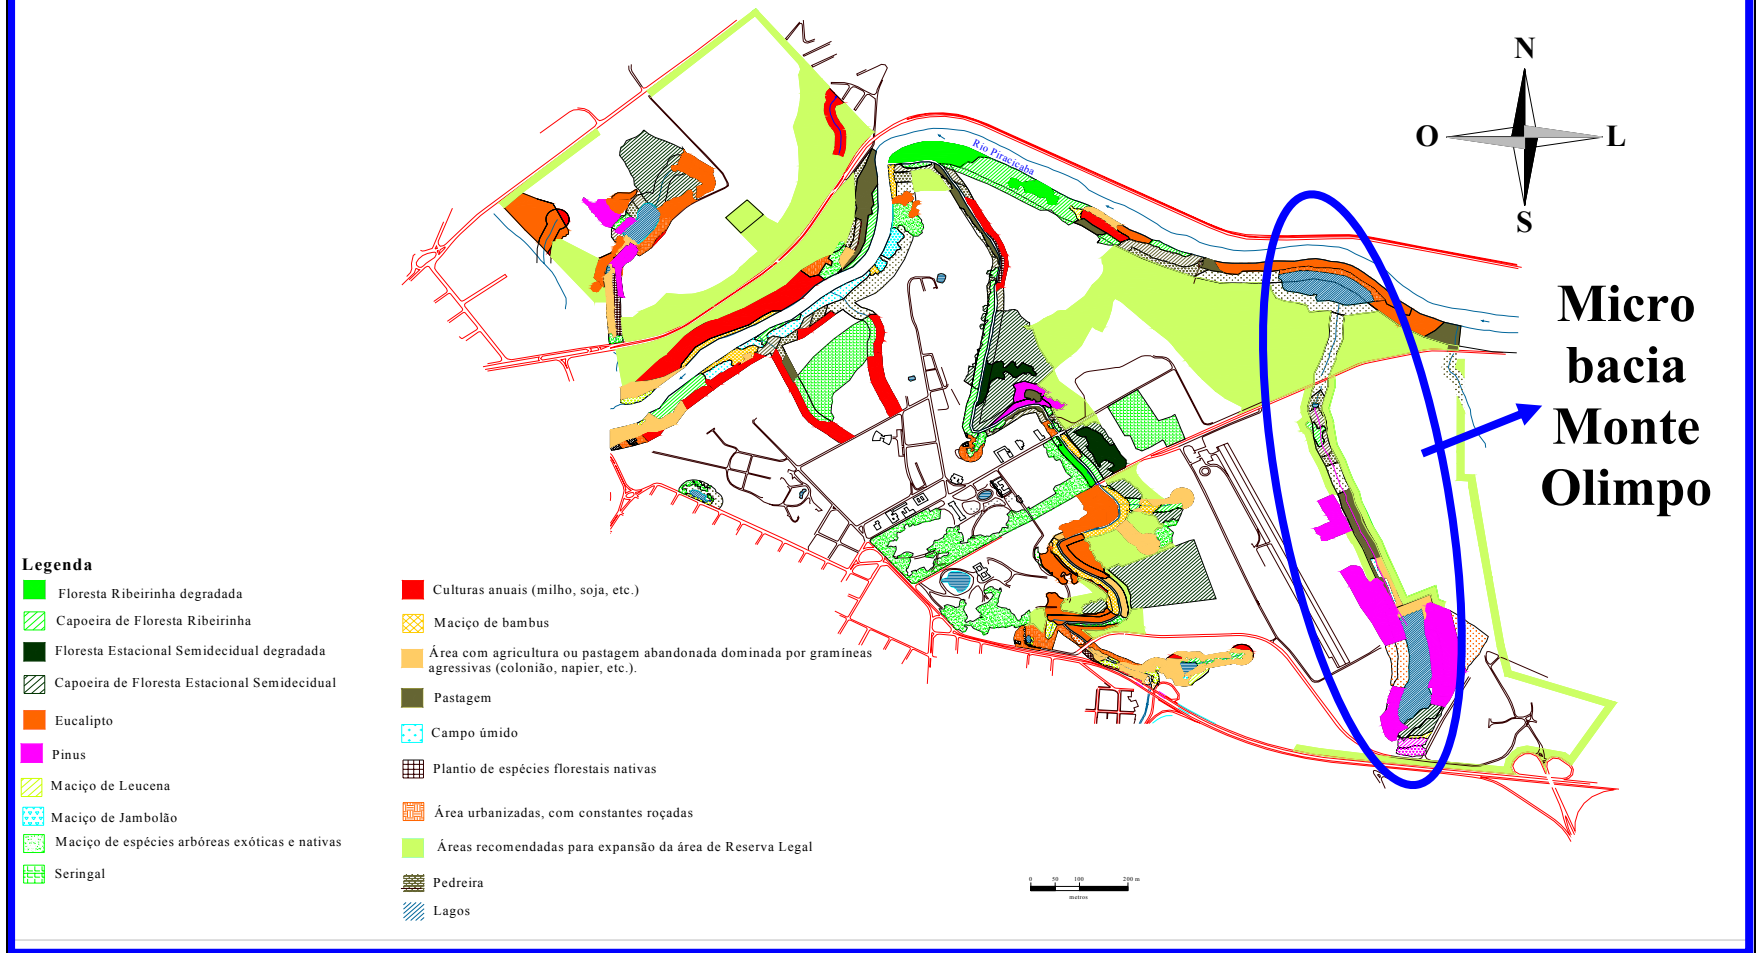 N
O
L
S
Rio Piracicaba
Micro
bacia
Monte
Olimpo
Legenda
Floresta Ribeirinha degradada
Capoeira de Floresta Ribeirinha
Floresta Estacional Semidecidual degradada
Capoeira de Floresta Estacional Semidecidual
Eucalipto
Pinus
Maciço de Leucena
Maciço de Jambolão
Maciço de espécies arbóreas exóticas e nativas
Seringal
Culturas anuais (milho, soja, etc.)
Maciço de bambus
Área com agricultura ou pastagem abandonada dominada por gramíneas
agressivas (colonião, napier, etc.).
Pastagem
Campo úmido
Plantio de espécies florestais nativas
Área urbanizadas, com constantes roçadas
Áreas recomendadas para expansão da área de Reserva Legal
Pedreira
Lagos
0 50 100 200 m
metros